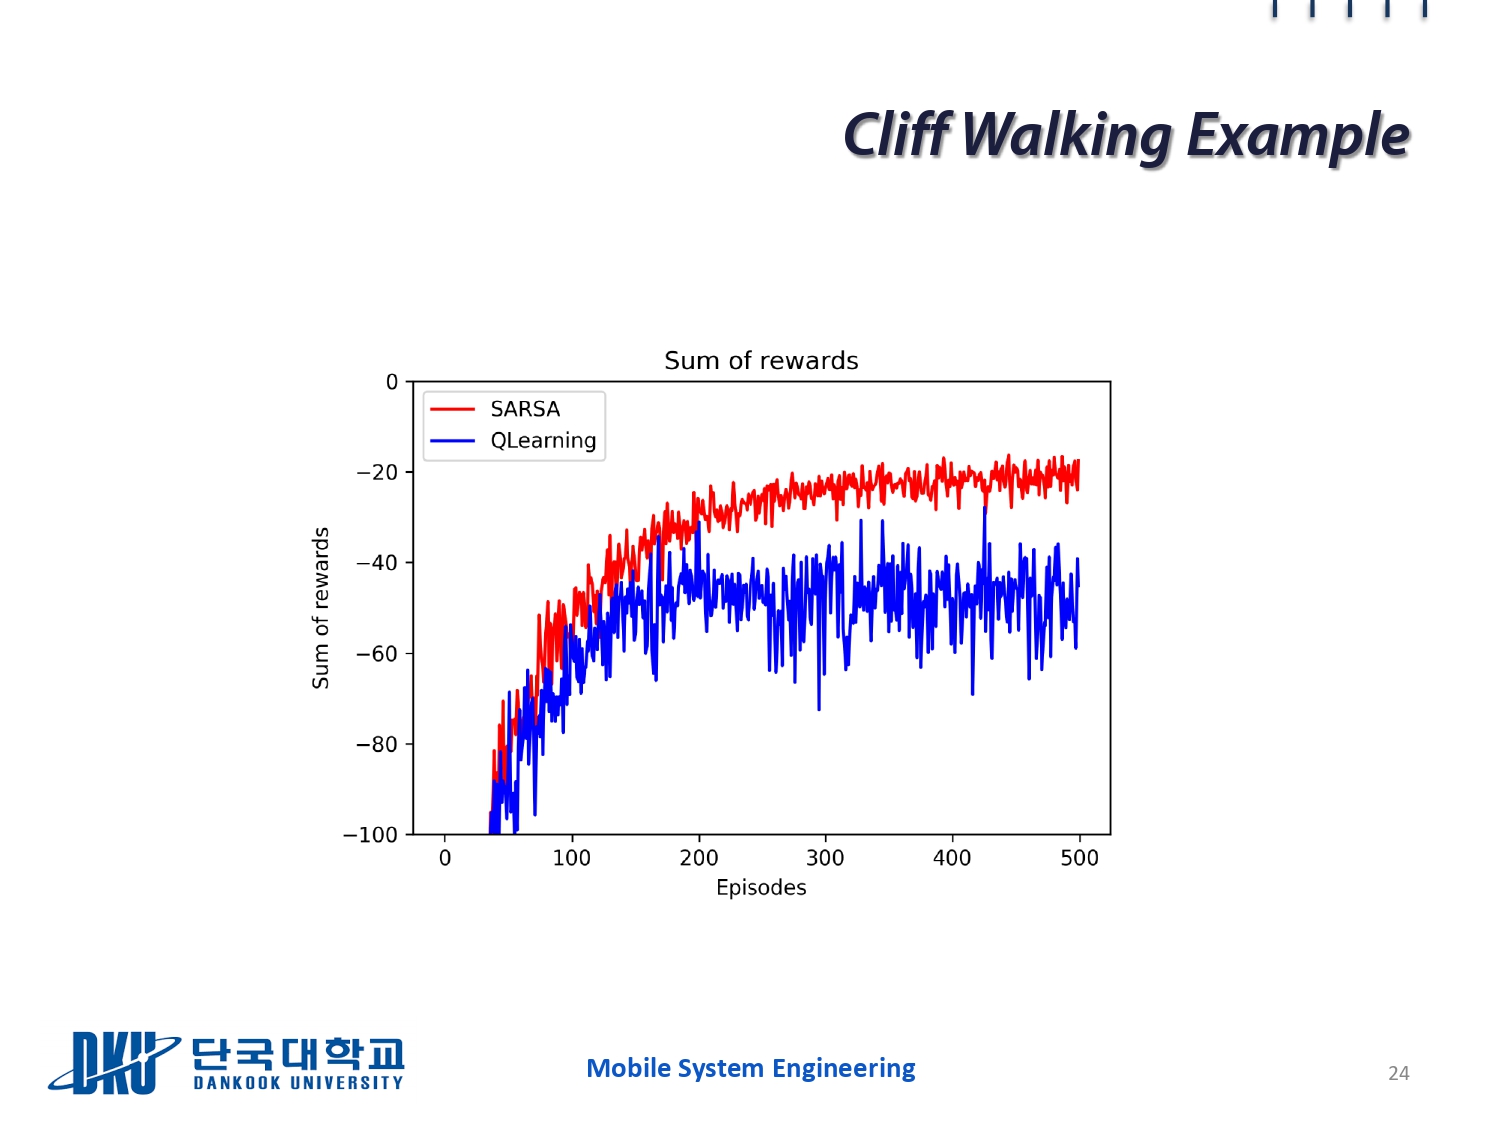 Cliff Walking Example
Sum of rewards
SARSA
QLearning
0
−20
−40
−60
−80
−100
Sum of rewards
0 100 200 300 400 500
Episodes
DKU 단국대학교
DANKOOK UNIVERSITY
Mobile System Engineering
24